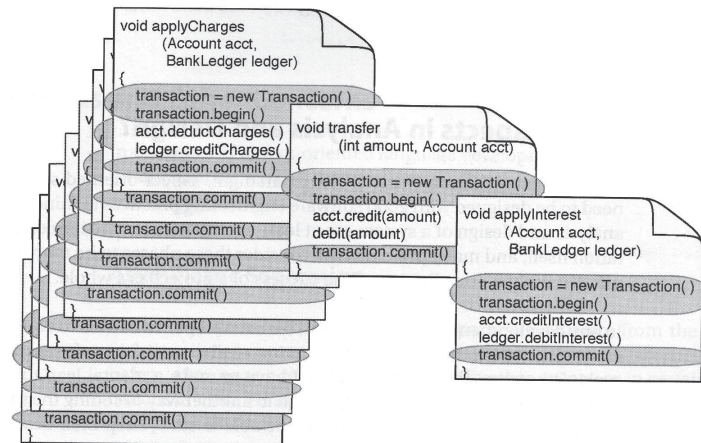 void applyCharges
(Account acct,
BankLedger ledger)
{
transaction = new Transaction( )
transaction.begin( )
acct.deductCharges( )
ledger.creditCharges( )
transaction.commit( )
}
transaction.commit( )
}
transaction.commit( )
}
transaction.commit( )
}
transaction.commit( )
}
transaction.commit( )
}
transaction.commit( )
}
transaction.commit( )
}
transaction.commit( )
}
void transfer
(int amount, Account acct)
{
transaction = new Transaction( )
transaction.begin( )
acct.credit(amount)
debit(amount)
transaction.commit( )
}
void applyInterest
(Account acct,
BankLedger ledger)
{
transaction = new Transaction( )
transaction.begin( )
acct.creditInterest( )
ledger.debitInterest( )
transaction.commit( )
}